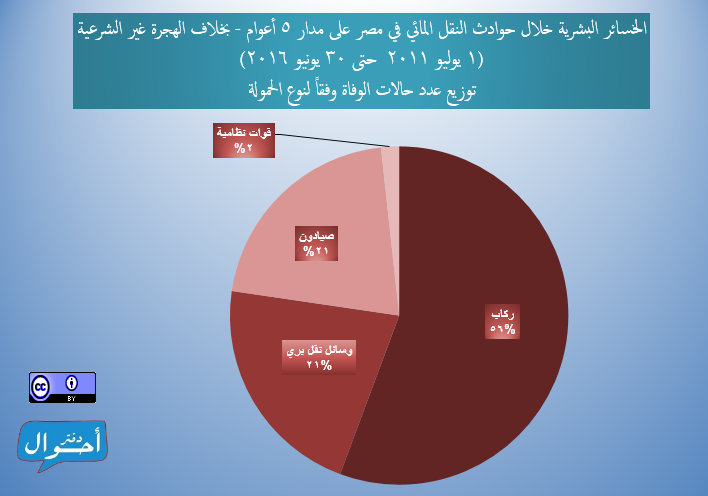 الخسائر البشرية خلال حوادث النقل المائي في مصر على مدار ٥ أعوام - بخلاف الهجرة غير الشرعية
(١ يوليو ٢٠١١ حتى ٣٠ يونيو ٢٠١٦)
توزيع عدد حالات الوفاة وفقاً لنوع الحمولة
قوات نظامية
٢%
صيادون
٢١%
ركاب
٥٦%
وسائل نقل بري
٢١%
cc
BY
دفتر
أحوال